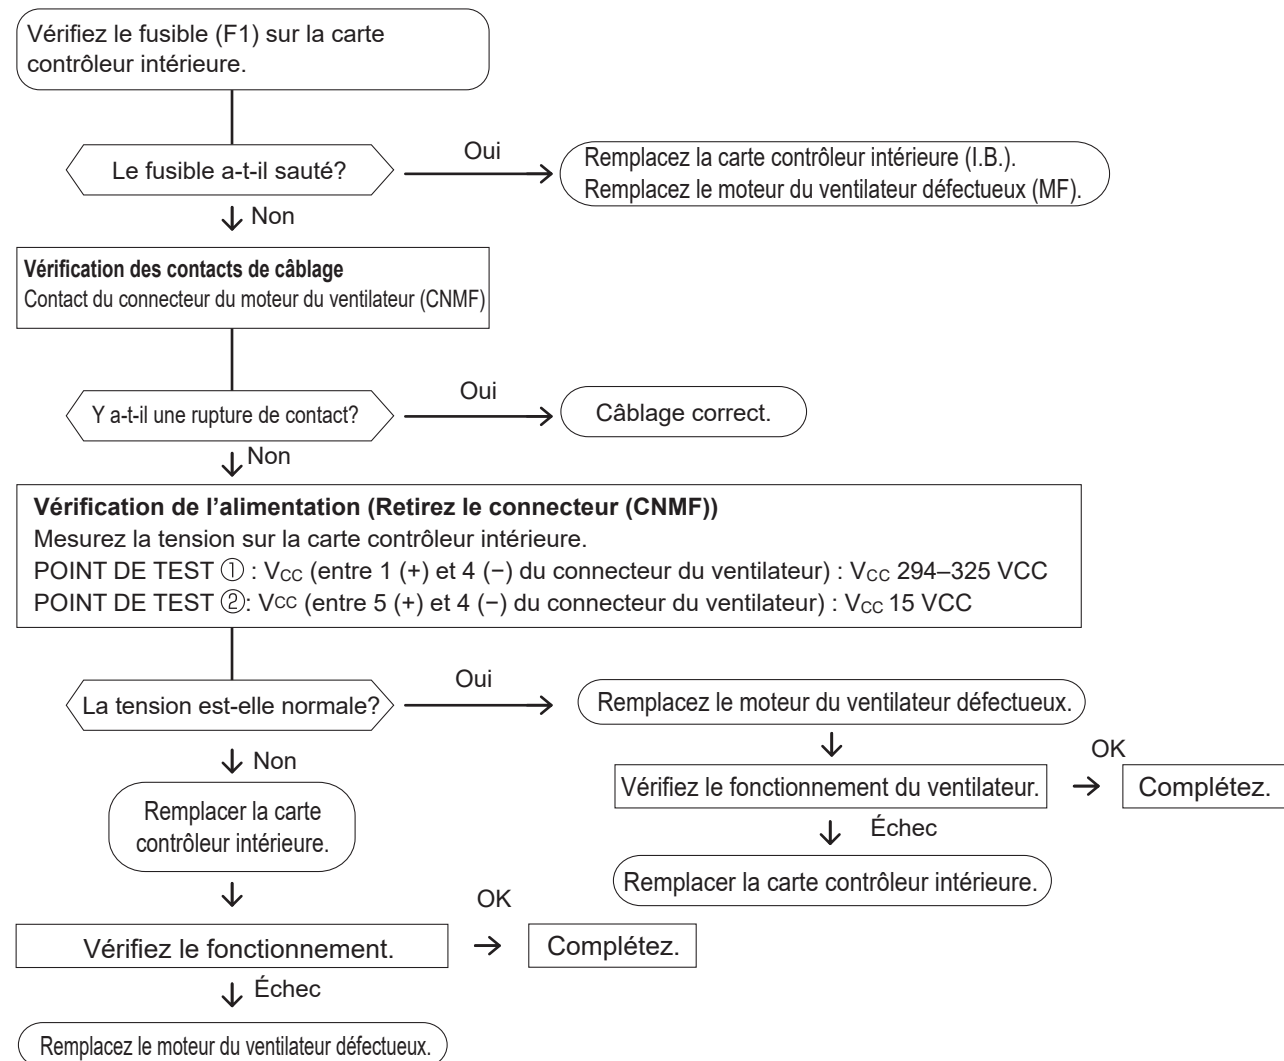 Vérifiez le fusible (F1) sur la carte
contrôleur intérieure.
Le fusible a-t-il sauté?
Oui
Remplacez la carte contrôleur intérieure (I.B.).
Remplacez le moteur du ventilateur défectueux (MF).
Non
Vérification des contacts de câblage
Contact du connecteur du moteur du ventilateur (CNMF)
Y a-t-il une rupture de contact?
Oui
Câblage correct.
Non
Vérification de l’alimentation (Retirez le connecteur (CNMF))
Mesurez la tension sur la carte contrôleur intérieure.
POINT DE TEST ① : VCC (entre 1 (+) et 4 (−) du connecteur du ventilateur) : VCC 294–325 VCC
POINT DE TEST ②: VCC (entre 5 (+) et 4 (−) du connecteur du ventilateur) : VCC 15 VCC
La tension est-elle normale?
Oui
Remplacez le moteur du ventilateur défectueux.
Non
Vérifiez le fonctionnement du ventilateur.
OK
Complétez.
Échec
Remplacer la carte contrôleur intérieure.
Remplacer la carte
contrôleur intérieure.
Vérifiez le fonctionnement.
OK
Complétez.
Échec
Remplacez le moteur du ventilateur défectueux.